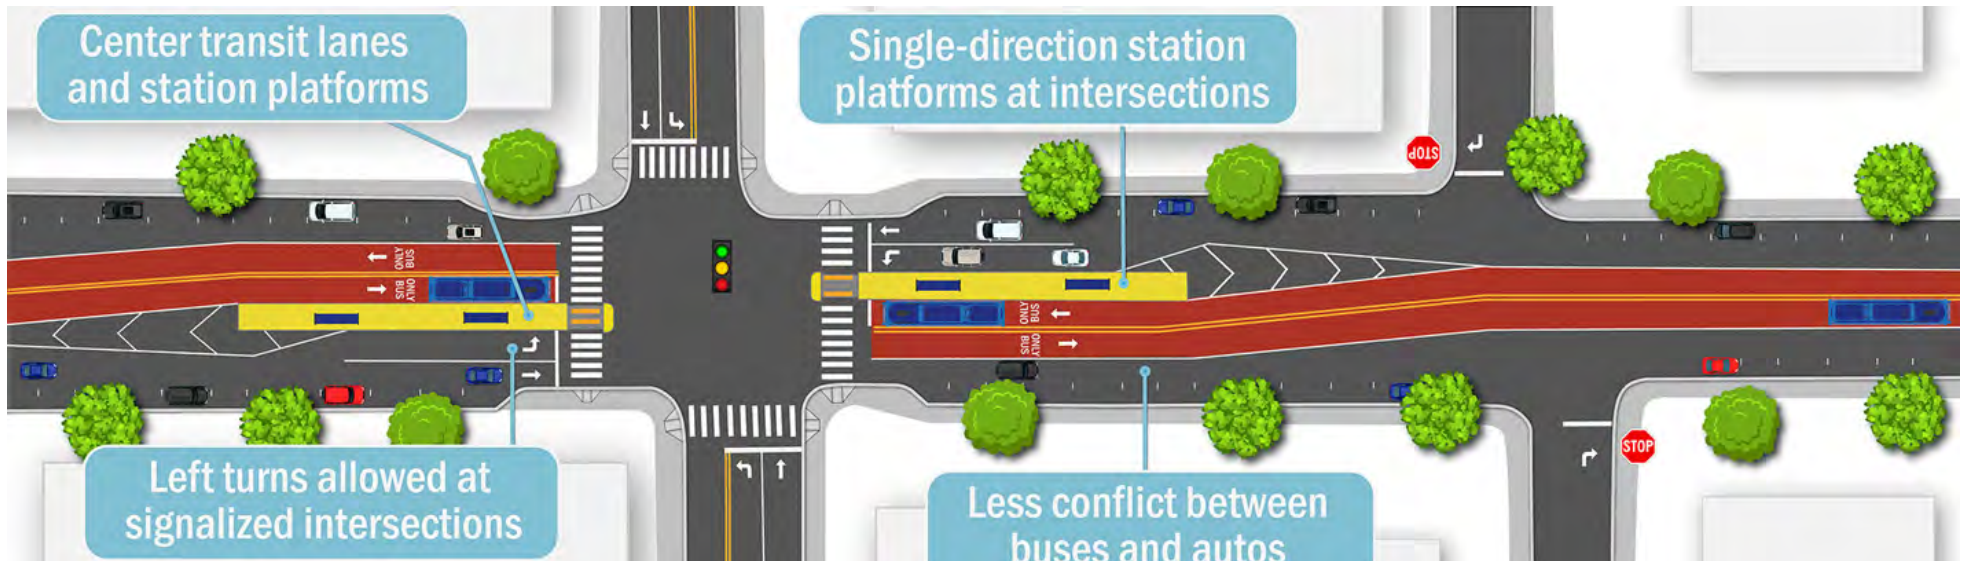 Center transit lanes
and station platforms
Single-direction station
platforms at intersections
STOP
ONLY
BUS
ONLY
BUS
ONLY
BUS
ONLY
BUS
STOP
Left turns allowed at
signalized intersections
Less conflict between
buses and autos